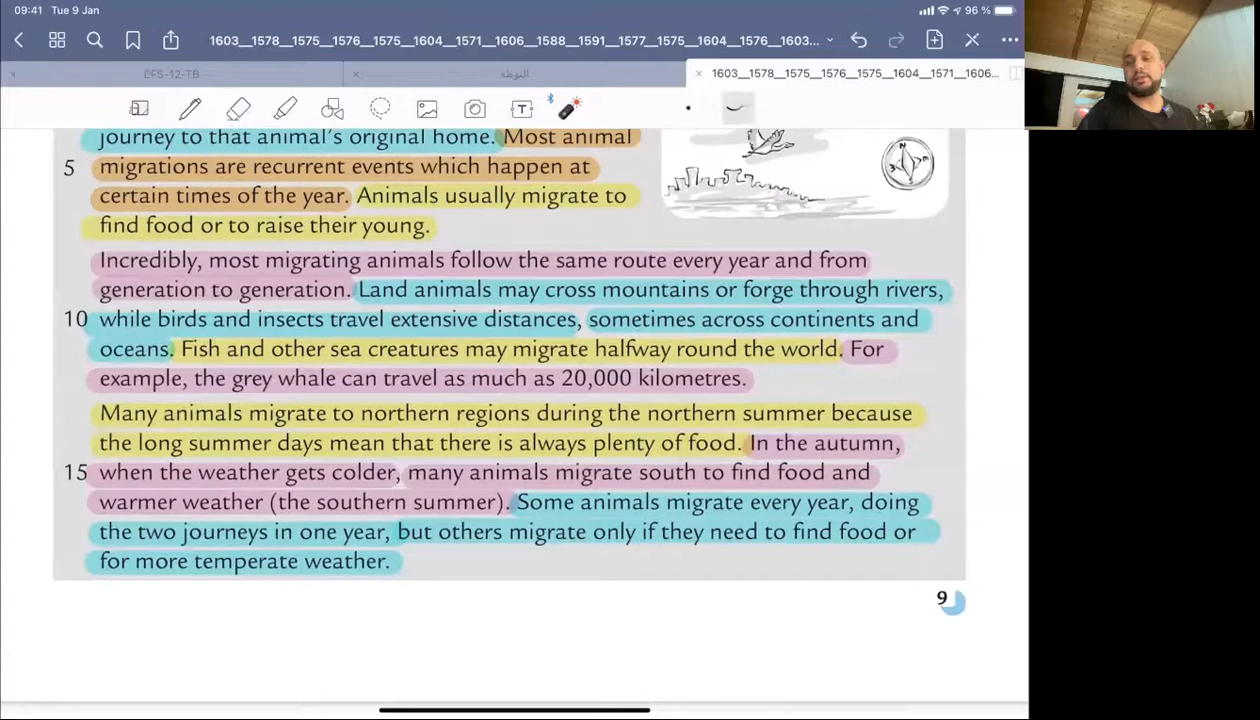 09:41 Tue 9 Jan
96 %
1603__1578__1575__1576__1575__1604__1571__1606__1588__1591__1577__1575__1604__1576__1603...
EFS-12-TB
النوطة
1603__1578__1575__1576__1575__1604__1571__1606...
T
journey to that animal's original home. Most animal
5 migrations are recurrent events which happen at
certain times of the year. Animals usually migrate to
find food or to raise their young.
N
Incredibly, most migrating animals follow the same route every year and from
generation to generation. Land animals may cross mountains or forge through rivers,
10 while birds and insects travel extensive distances, sometimes across continents and
oceans. Fish and other sea creatures may migrate halfway round the world. For
example, the grey whale can travel as much as 20,000 kilometres.
Many animals migrate to northern regions during the northern summer because
the long summer days mean that there is always plenty of food. In the autumn,
15 when the weather gets colder, many animals migrate south to find food and
warmer weather (the southern summer). Some animals migrate every year, doing
the two journeys in one year, but others migrate only if they need to find food or
for more temperate weather.
9